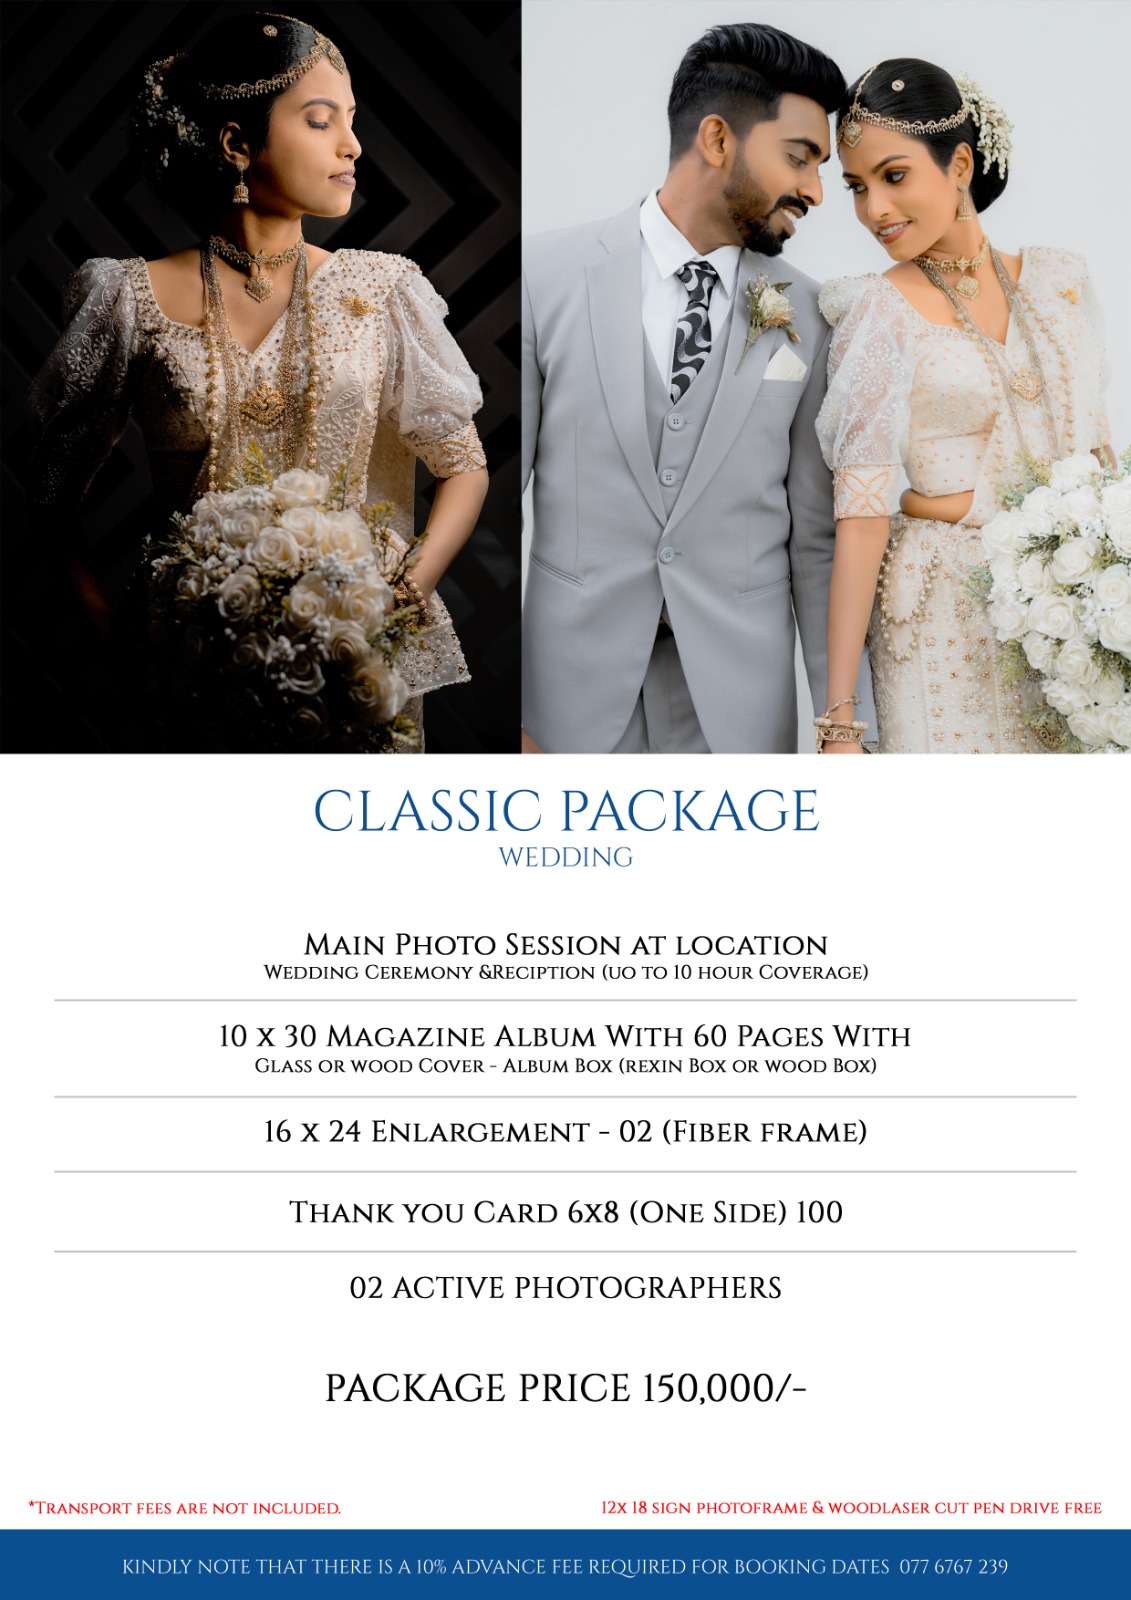 CLASSIC PACKAGE
WEDDING
Main Photo Session at location
Wedding Ceremony &Reciption (uo to 10 hour Coverage)
10 x 30 Magazine Album With 60 Pages With
Glass or wood Cover - Album Box (rexin Box or wood Box)
16 x 24 Enlargement - 02 (Fiber frame)
Thank you Card 6x8 (One Side) 100
02 ACTIVE PHOTOGRAPHERS
PACKAGE PRICE 150,000/-
*Transport fees are not included.
12x 18 sign photoframe & woodlaser cut pen drive free
KINDLY NOTE THAT THERE IS A 10% ADVANCE FEE REQUIRED FOR BOOKING DATES 077 6767 239